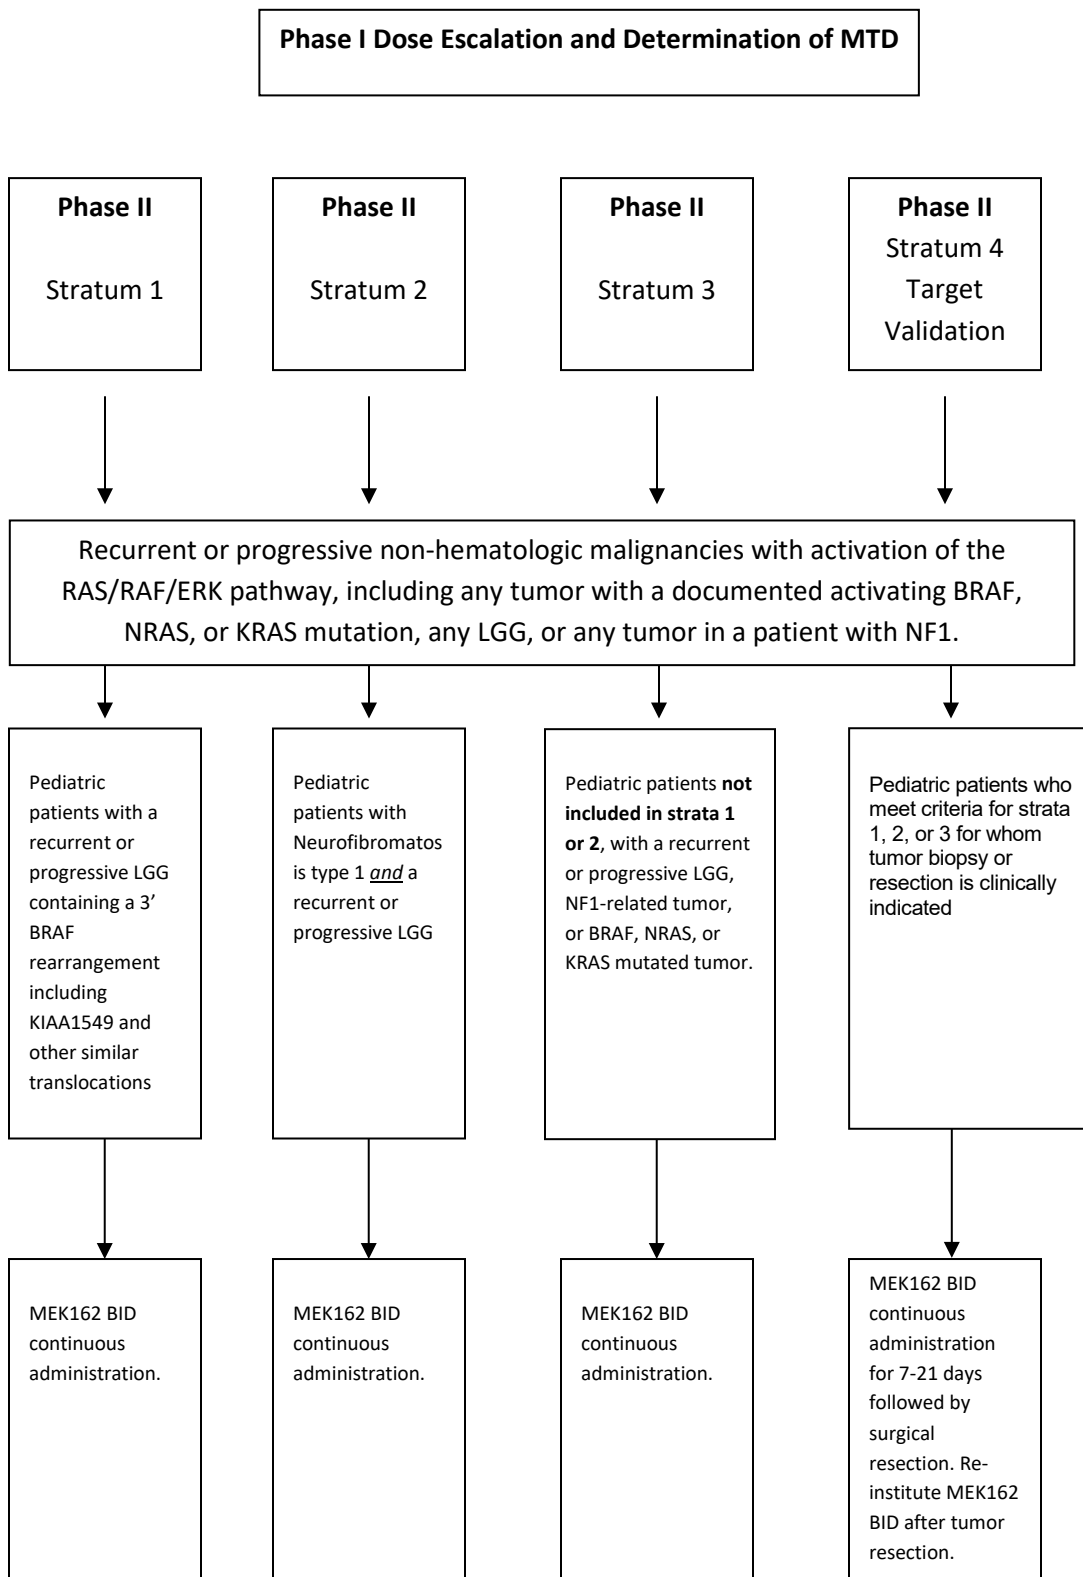 Phase I Dose Escalation and Determination of MTD
Phase II
Stratum 1
Phase II
Stratum 2
Phase II
Stratum 3
Phase II
Stratum 4
Target
Validation
Recurrent or progressive non-hematologic malignancies with activation of the
RAS/RAF/ERK pathway, including any tumor with a documented activating BRAF,
NRAS, or KRAS mutation, any LGG, or any tumor in a patient with NF1.
Pediatric
patients with a
recurrent or
progressive LGG
containing a 3’
BRAF
rearrangement
including
KIAA1549 and
other similar
translocations
Pediatric
patients with
Neurofibromatos
is type 1 and a
recurrent or
progressive LGG
Pediatric patients not
included in strata 1
or 2, with a recurrent
or progressive LGG,
NF1-related tumor,
or BRAF, NRAS, or
KRAS mutated tumor.
Pediatric patients who
meet criteria for strata
1, 2, or 3 for whom
tumor biopsy or
resection is clinically
indicated
MEK162 BID
continuous
administration.
MEK162 BID
continuous
administration.
MEK162 BID
continuous
administration.
MEK162 BID
continuous
administration
for 7-21 days
followed by
surgical
resection. Re-
institute MEK162
BID after tumor
resection.